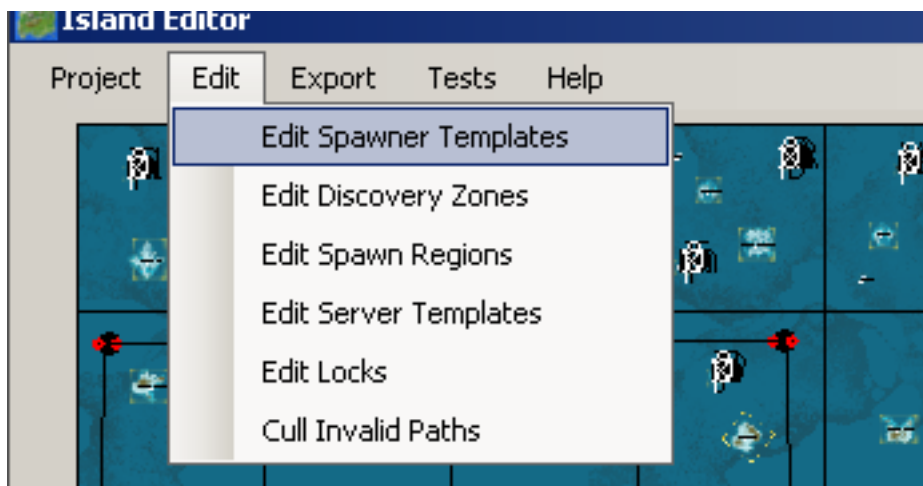 Island Editor
Project Edit Export Tests Help
Edit Spawner Templates
Edit Discovery Zones
Edit Spawn Regions
Edit Server Templates
Edit Locks
Cull Invalid Paths